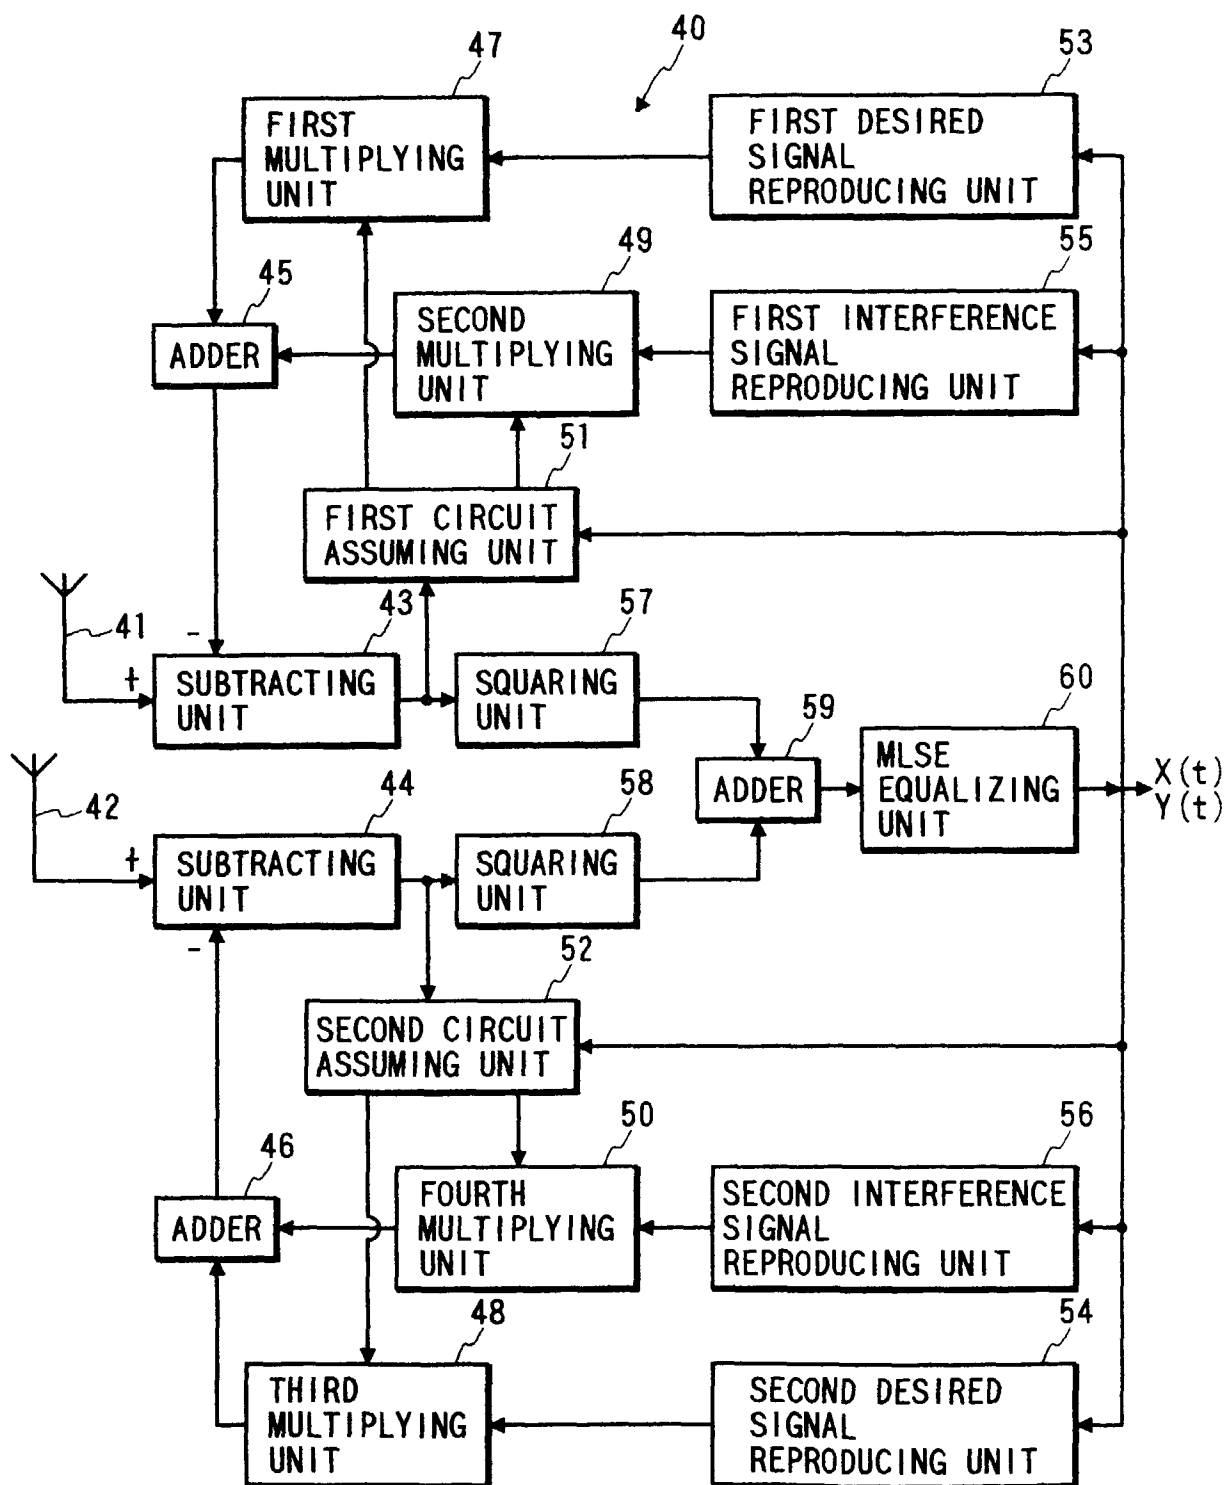 40
47
53
FIRST
MULTIPLYING
UNIT
FIRST DESIRED
SIGNAL
REPRODUCING UNIT
45
49
55
ADDER
SECOND
MULTIPLYING
UNIT
FIRST INTERFERENCE
SIGNAL
REPRODUCING UNIT
51
FIRST CIRCUIT
ASSUMING UNIT
41
-
43
57
+
SUBTRACTING
UNIT
SQUARING
UNIT
59
60
42
44
58
ADDER
MLSE
EQUALIZING
UNIT
X(t)
Y(t)
+
SUBTRACTING
UNIT
SQUARING
UNIT
-
52
SECOND CIRCUIT
ASSUMING UNIT
46
50
56
ADDER
FOURTH
MULTIPLYING
UNIT
SECOND INTERFERENCE
SIGNAL
REPRODUCING UNIT
48
54
THIRD
MULTIPLYING
UNIT
SECOND DESIRED
SIGNAL
REPRODUCING UNIT